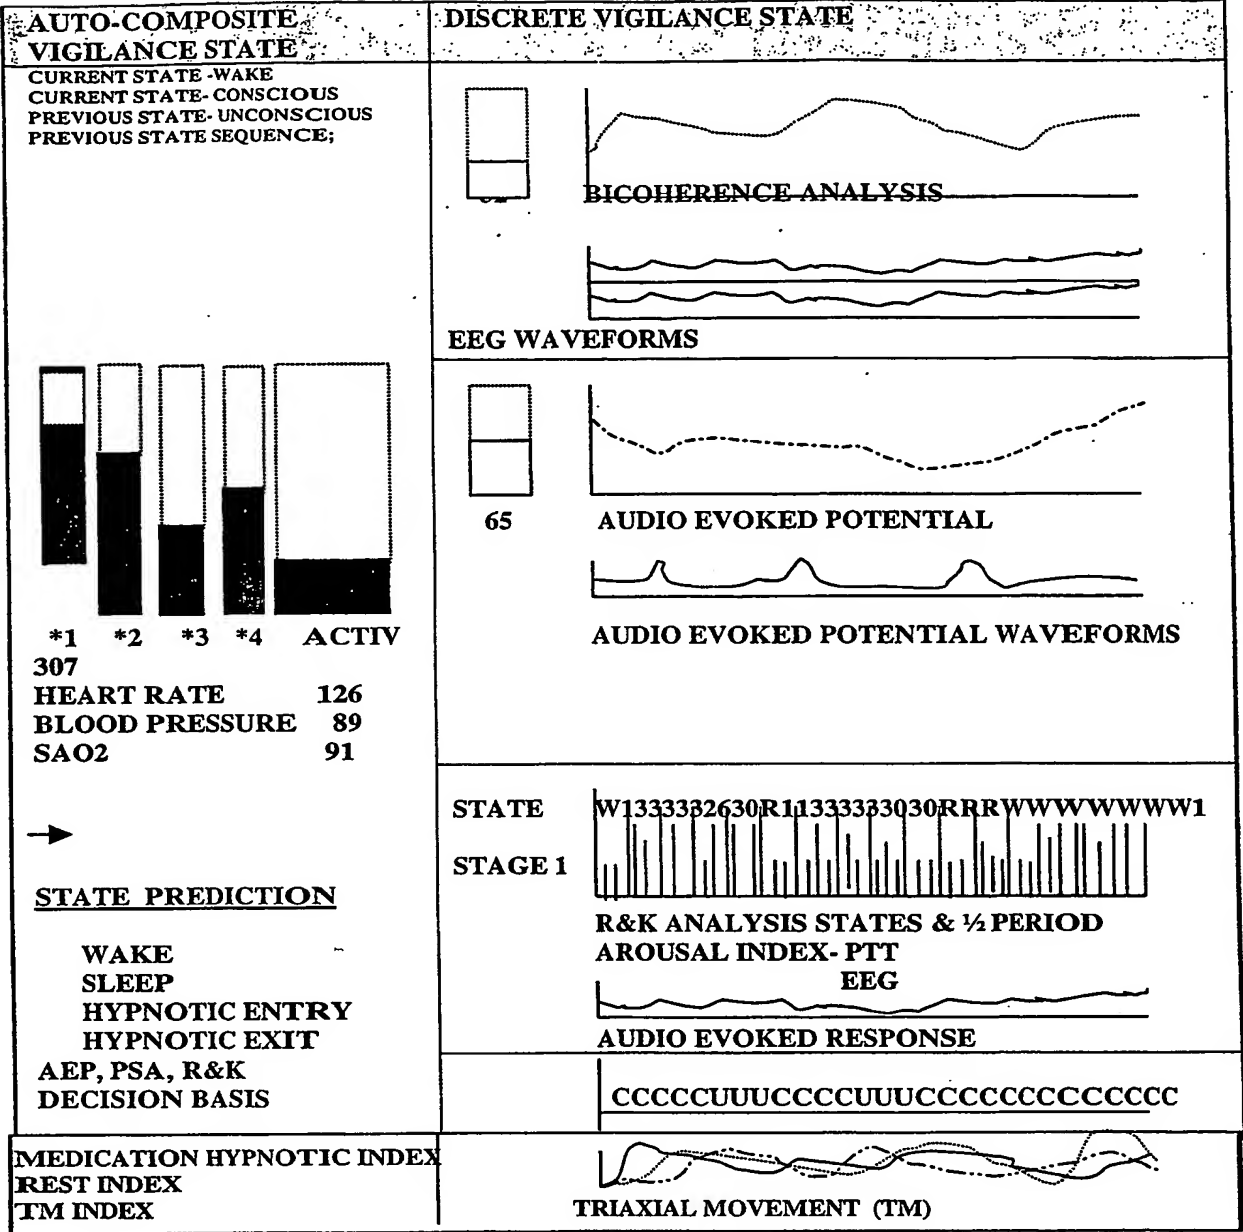 AUTO-COMPOSITE
VIGILANCE STATE
CURRENT STATE -WAKE
CURRENT STATE- CONSCIOUS
PREVIOUS STATE- UNCONSCIOUS
PREVIOUS STATE SEQUENCE;
*1 *2 *3 *4 ACTIV
307
HEART RATE 126
BLOOD PRESSURE 89
SAO2 91
STATE PREDICTION
WAKE
SLEEP
HYPNOTIC ENTRY
HYPNOTIC EXIT
AEP, PSA, R&K
DECISION BASIS
MEDICATION HYPNOTIC INDEX
REST INDEX
TM INDEX
DISCRETE VIGILANCE STATE
BICOHERENCE ANALYSIS
EEG WAVEFORMS
65
AUDIO EVOKED POTENTIAL
AUDIO EVOKED POTENTIAL WAVEFORMS
STATE W1333332630R11333333030RRRWWWWWWWW1
STAGE 1
R&K ANALYSIS STATES & ½ PERIOD
AROUSAL INDEX- PTT
EEG
AUDIO EVOKED RESPONSE
CCCCCUUUCCCCUUUCCCCCCCCCCCCCC
TRIAXIAL MOVEMENT (TM)